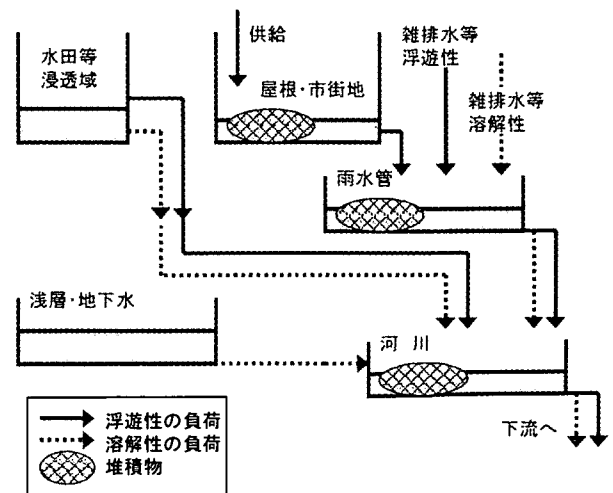 水田等
浸透域
供給
屋根・市街地
雑排水等
浮遊性
雑排水等
溶解性
雨水管
浅層・地下水
河 川
下流へ
浮遊性の負荷
溶解性の負荷
堆積物